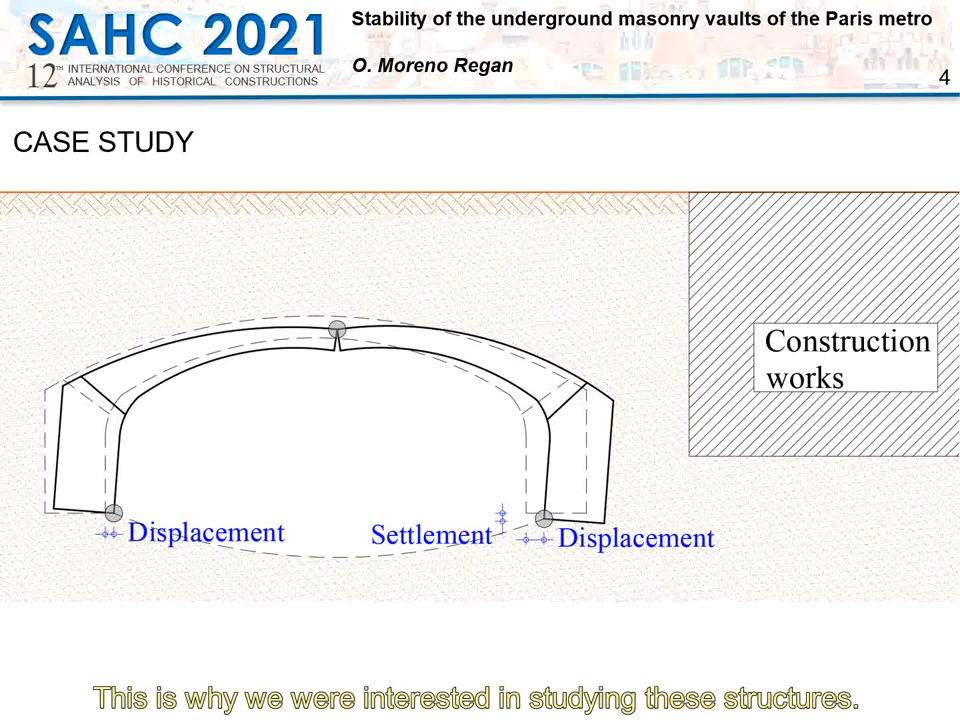 SAHC 2021
12TH INTERNATIONAL CONFERENCE ON STRUCTURAL
ANALYSIS OF HISTORICAL CONSTRUCTIONS
Stability of the underground masonry vaults of the Paris metro
O. Moreno Regan
4
CASE STUDY
Construction
works
Displacement
Settlement
Displacement
This is why we were interested in studying these structures.